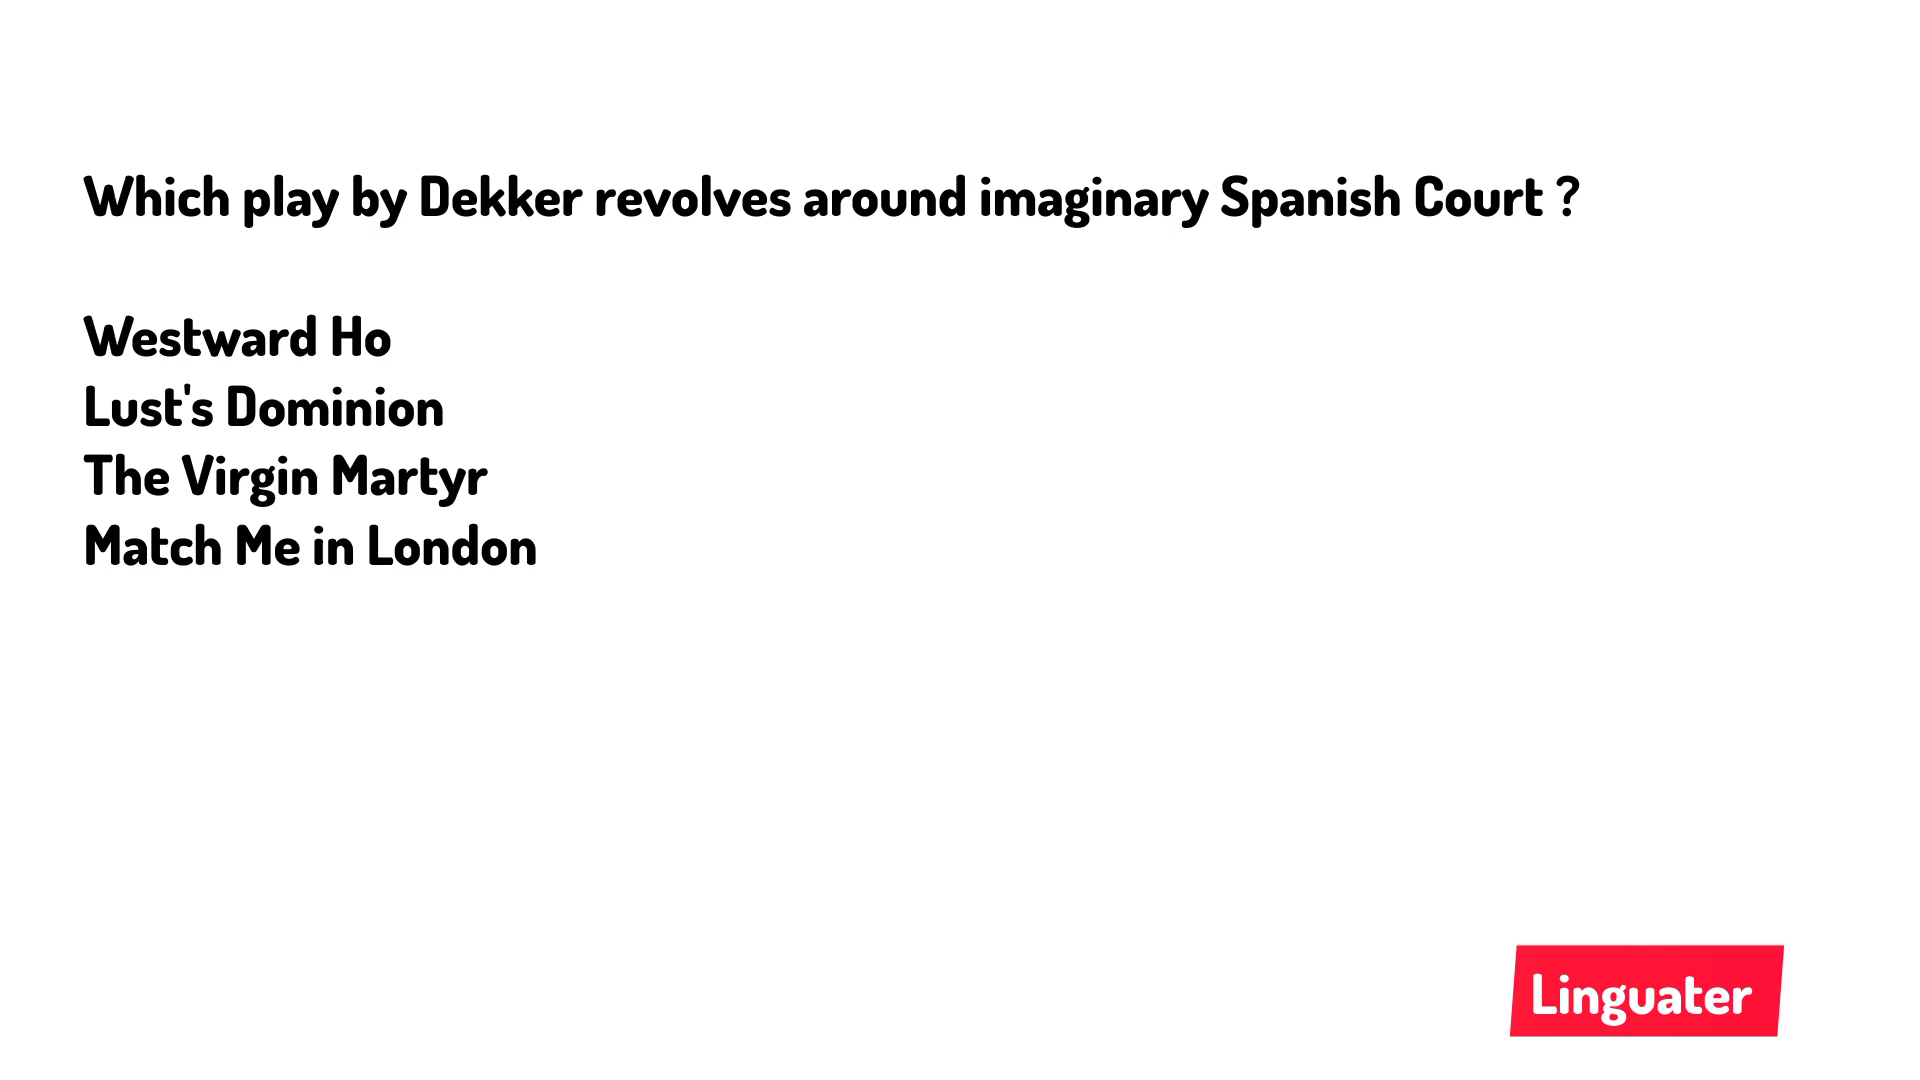 Which play by Dekker revolves around imaginary Spanish Court ?
Westward Ho
Lust's Dominion
The Virgin Martyr
Match Me in London
Linguater